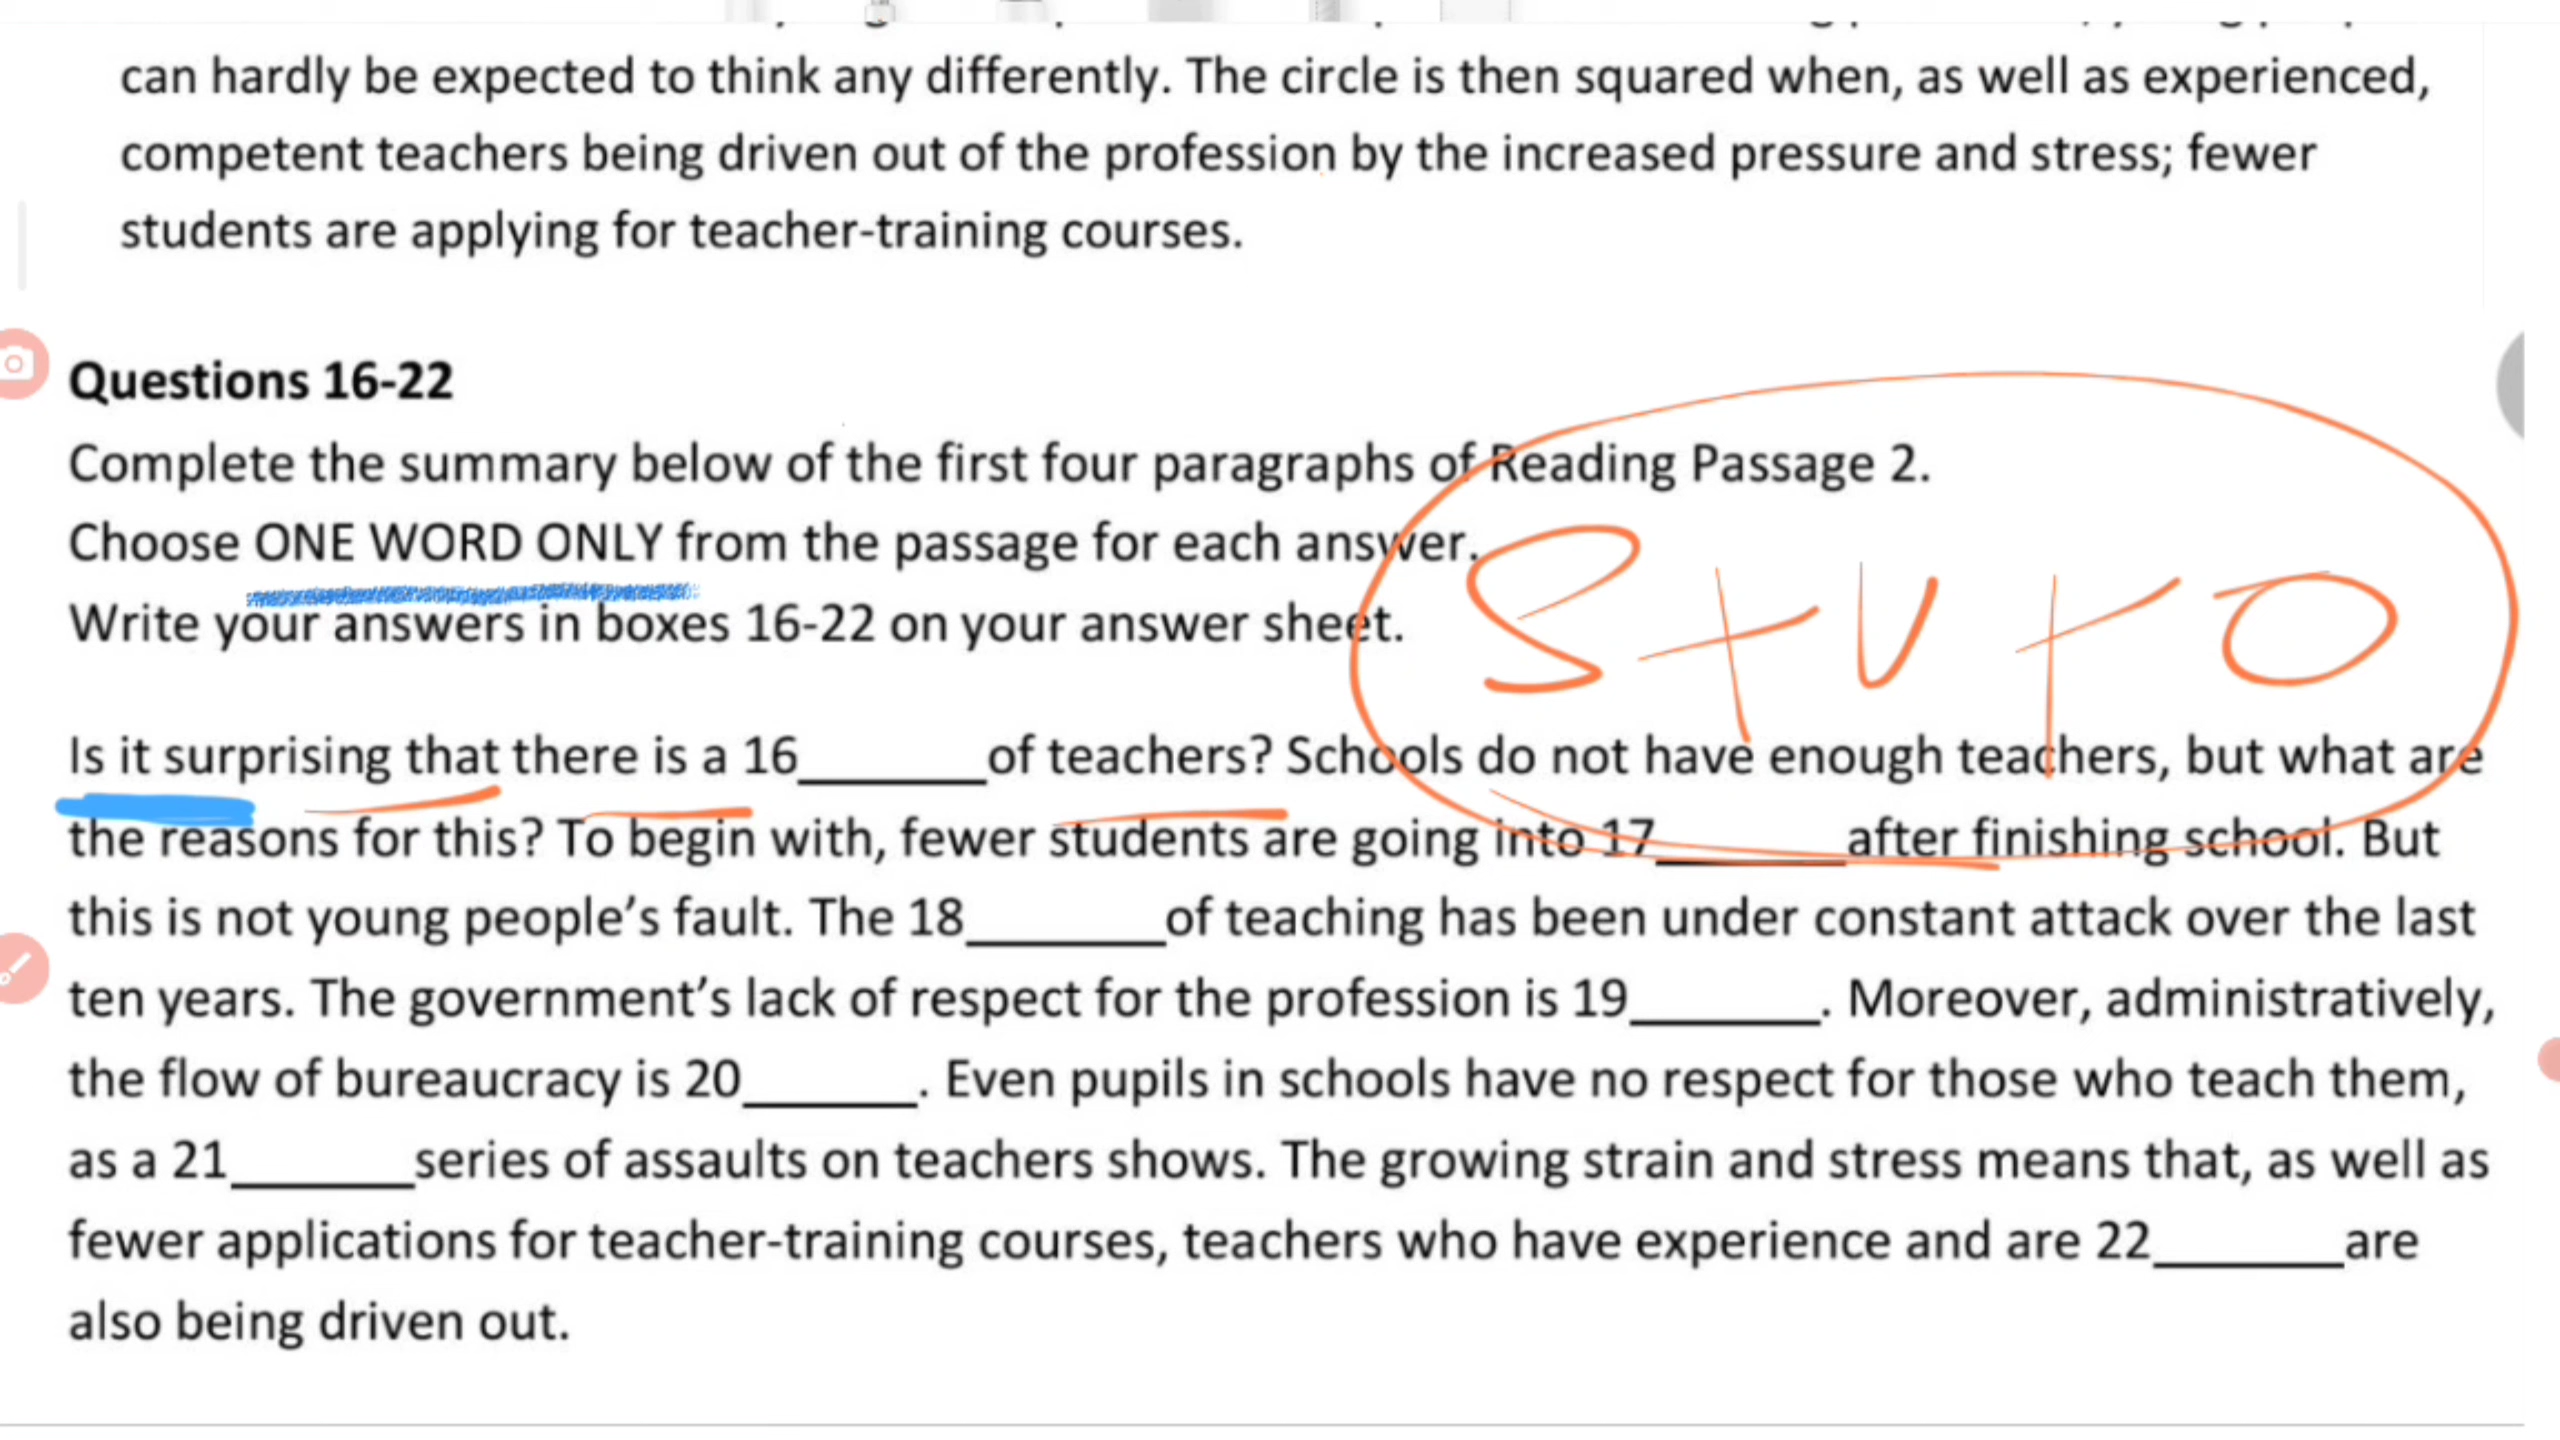 can hardly be expected to think any differently. The circle is then squared when, as well as experienced,
competent teachers being driven out of the profession by the increased pressure and stress; fewer
students are applying for teacher-training courses.
Questions 16-22
Complete the summary below of the first four paragraphs of Reading Passage 2.
Choose ONE WORD ONLY from the passage for each answer.
Write your answers in boxes 16-22 on your answer sheet.
S+V+O
Is it surprising that there is a 16_______of teachers? Schools do not have enough teachers, but what are
the reasons for this? To begin with, fewer students are going into 17_______after finishing school. But
this is not young people’s fault. The 18_______of teaching has been under constant attack over the last
ten years. The government’s lack of respect for the profession is 19_______. Moreover, administratively,
the flow of bureaucracy is 20______. Even pupils in schools have no respect for those who teach them,
as a 21______series of assaults on teachers shows. The growing strain and stress means that, as well as
fewer applications for teacher-training courses, teachers who have experience and are 22_______are
also being driven out.